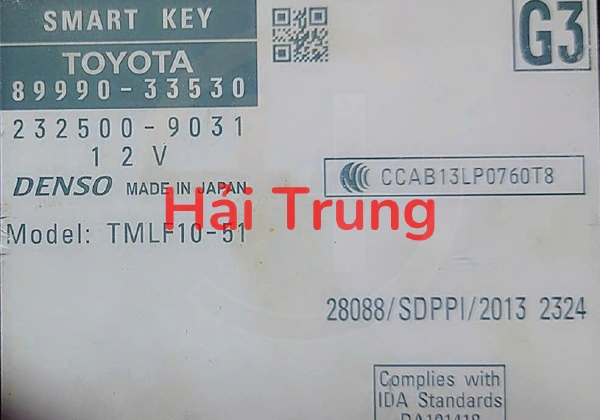 SMART KEY
TOYOTA
89990-33530
232500-9031
12V
DENSO MADE IN JAPAN
Model: TMLF10-51
Hải Trung
G3
CCAB13LP0760T8
28088/SDPPI/2013 2324
Complies with
IDA Standards